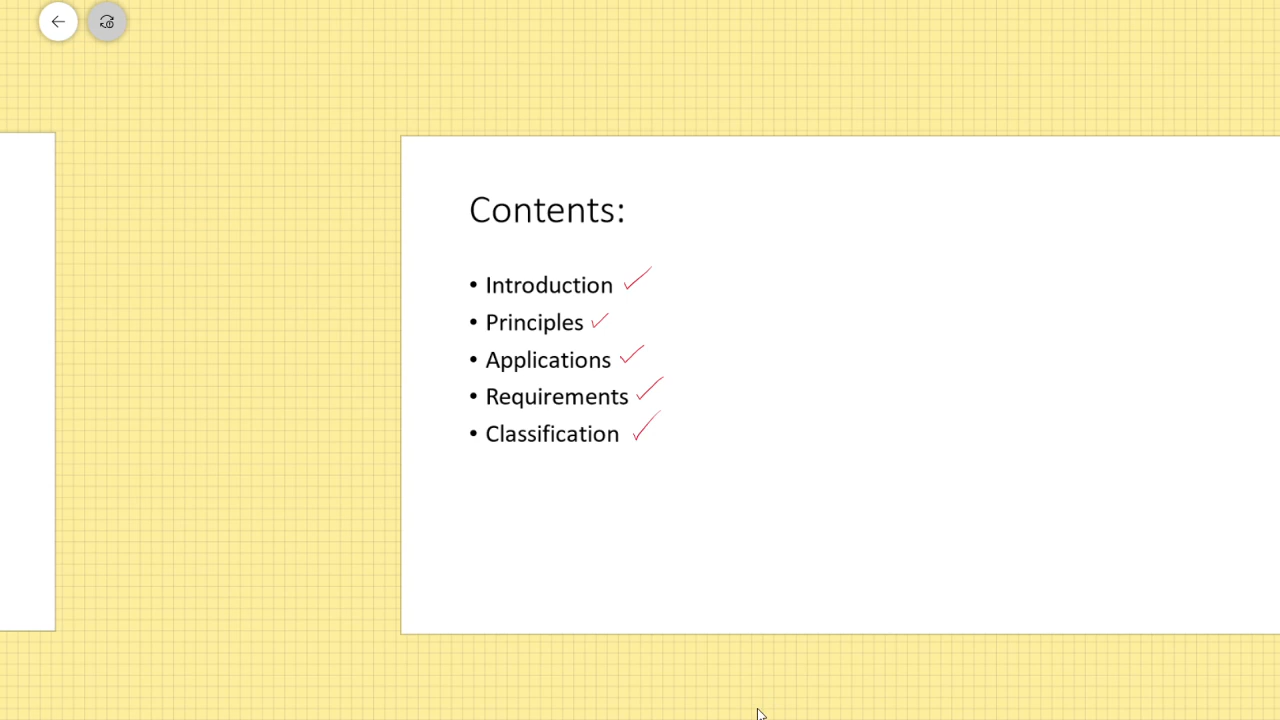 Contents:
• Introduction ✓
• Principles ✓
• Applications ✓
• Requirements ✓
• Classification ✓